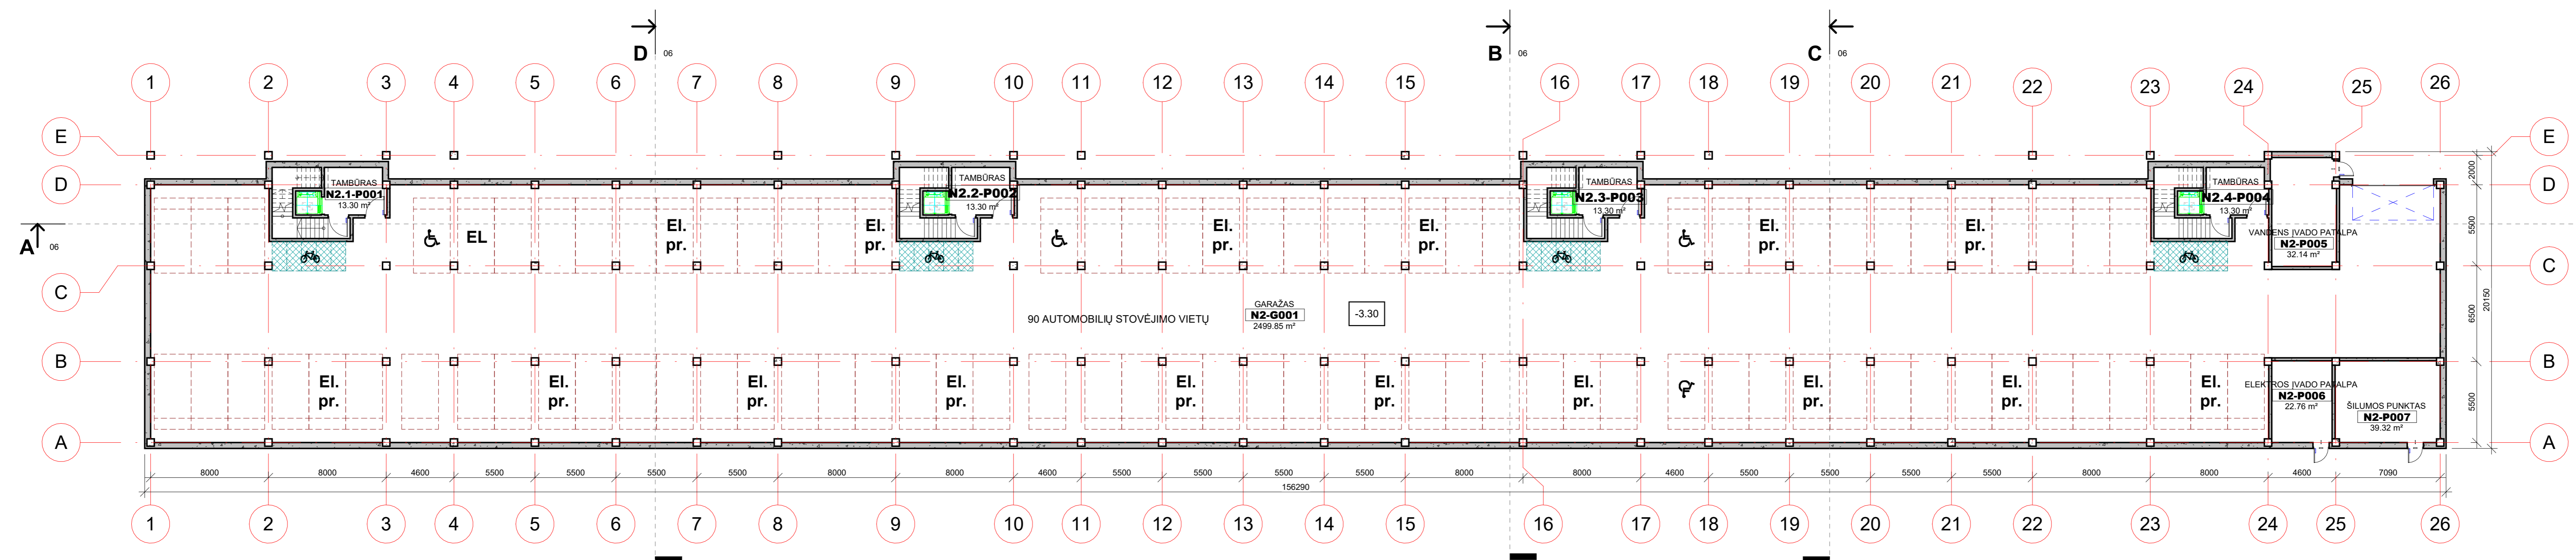 D 06
B 06
C 06
1 2 3 4 5 6 7 8 9 10 11 12 13 14 15 16 17 18 19 20 21 22 23 24 25 26
E E
D D
TAMBŪRAS
N2.1-P001
13.30 m²
TAMBŪRAS
N2.2-P002
13.30 m²
TAMBŪRAS
N2.3-P003
13.30 m²
TAMBŪRAS
N2.4-P004
13.30 m²
2000
5500
A 06
EL
El.
pr.
El.
pr.
El.
pr.
El.
pr.
El.
pr.
El.
pr.
VANDENS ĮVADO PATALPA
N2-P005
32.14 m²
C C
90 AUTOMOBILIŲ STOVĖJIMO VIETŲ
GARAŽAS
N2-G001
2499.85 m²
-3.30
6500
20150
B B
El.
pr.
El.
pr.
El.
pr.
El.
pr.
El.
pr.
El.
pr.
El.
pr.
El.
pr.
El.
pr.
El.
pr.
ELEKTROS ĮVADO PATALPA
N2-P006
22.76 m²
ŠILUMOS PUNKTAS
N2-P007
39.32 m²
5500
A A
8000 8000 4600 5500 5500 5500 5500 8000 8000 4600 5500 5500 5500 5500 8000 8000 4600 5500 5500 5500 5500 8000 8000 4600 7090
156290
1 2 3 4 5 6 7 8 9 10 11 12 13 14 15 16 17 18 19 20 21 22 23 24 25 26